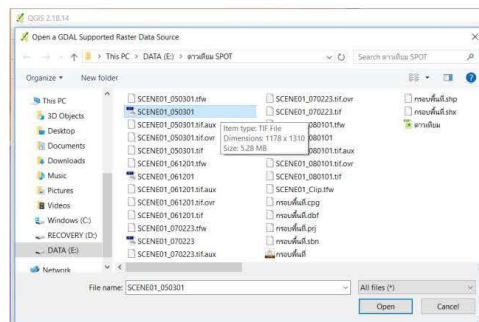 QGIS 2.18.14
Open a GDAL Supported Raster Data Source
This PC > DATA (E:) > ดาวเทียม SPOT
Search ดาวเทียม SPOT
Organize
New folder
This PC
3D Objects
Desktop
Documents
Downloads
Music
Pictures
Videos
Windows (C:)
RECOVERY (D:)
DATA (E:)
Network
SCENE01_050301.tfw
SCENE01_050301
SCENE01_050301.tif.aux
SCENE01_050301.tif.ovr
SCENE01_050301.tif
SCENE01_061201.tfw
SCENE01_061201
SCENE01_061201.tif.aux
SCENE01_061201.tif.ovr
SCENE01_061201.tif
SCENE01_070223.tfw
SCENE01_070223
SCENE01_070223.tif.aux
SCENE01_070223.tif.ovr
SCENE01_070223.tif
080101.tfw
080101
080101.tif.aux
SCENE01_080101.tif.ovr
SCENE01_080101.tif
SCENE01_Clip.tfw
กรอบพื้นที่.cpg
กรอบพื้นที่.dbf
กรอบพื้นที่.prj
กรอบพื้นที่.sbn
กรอบพื้นที่
กรอบพื้นที่.shp
กรอบพื้นที่.shx
ดาวเทียม
Item type: TIF File
Dimensions: 1178 x 1310
Size: 5.28 MB
File name: SCENE01_050301
All files (*)
Open
Cancel